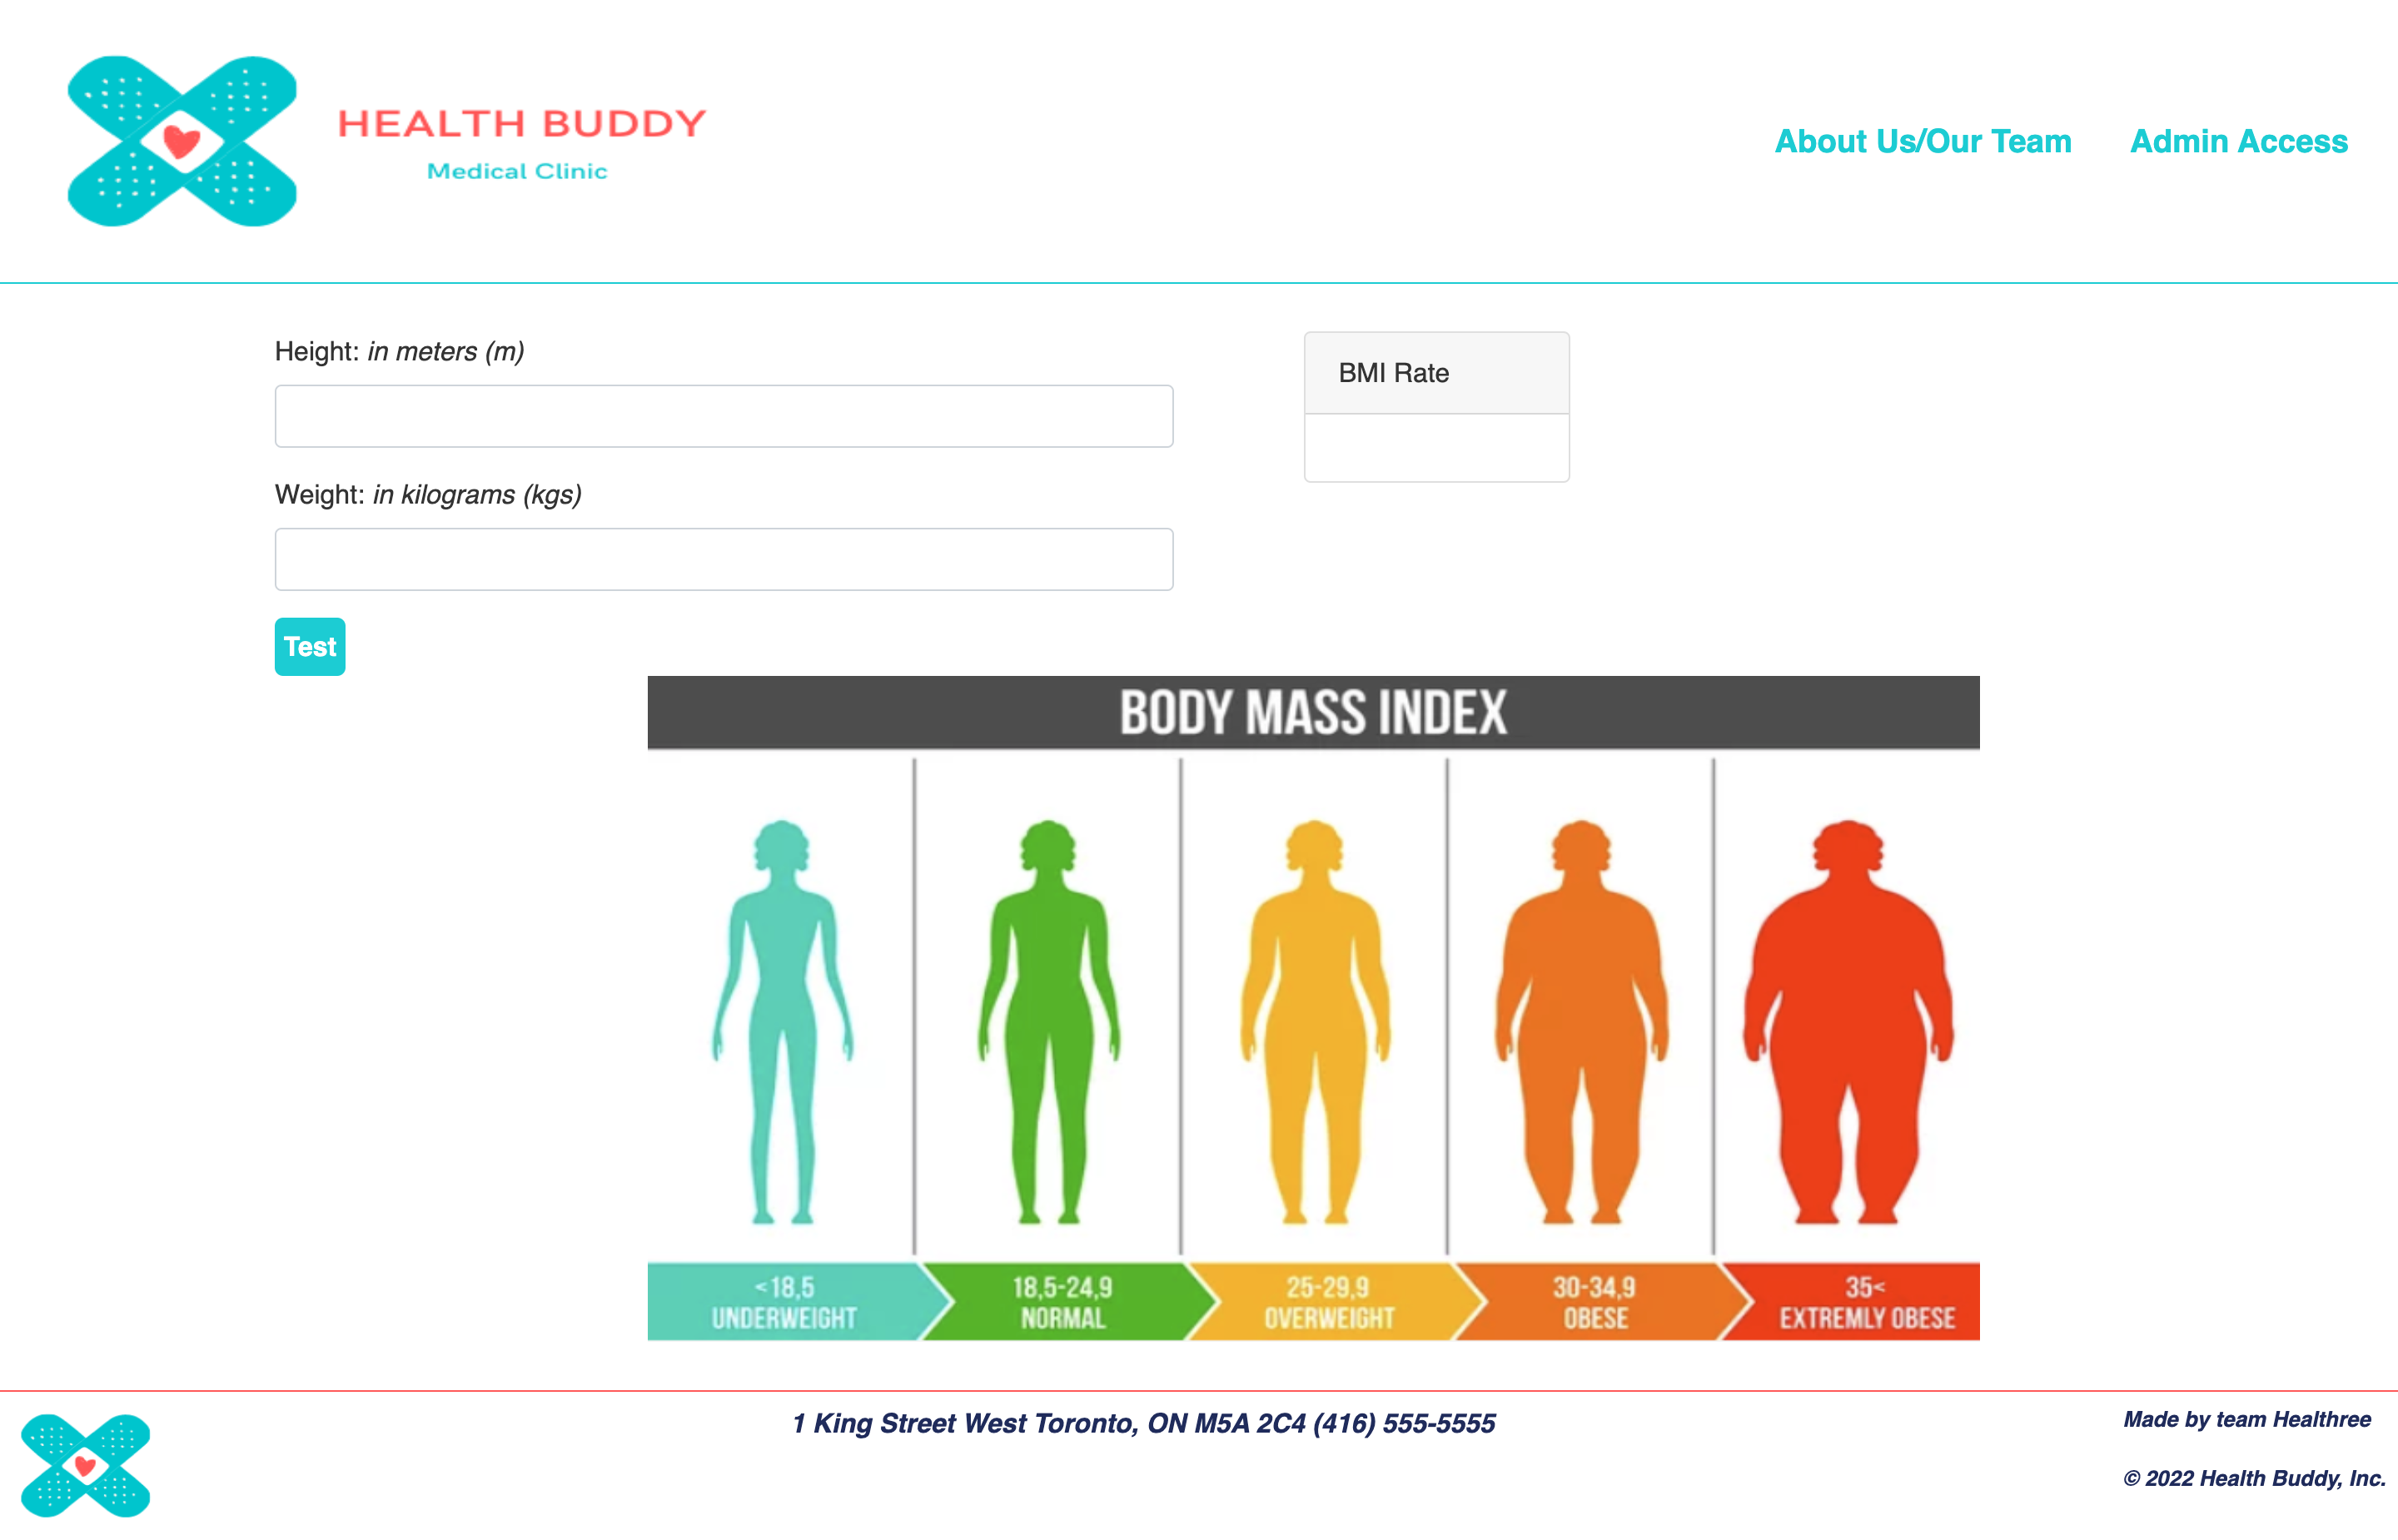 HEALTH BUDDY
Medical Clinic
About Us/Our Team
Admin Access
Height: in meters (m)
BMI Rate
Weight: in kilograms (kgs)
Test
BODY MASS INDEX
<18,5
UNDERWEIGHT
18,5-24,9
NORMAL
25-29,9
OVERWEIGHT
30-34,9
OBESE
35<
EXTREMLY OBESE
1 King Street West Toronto, ON M5A 2C4 (416) 555-5555
Made by team Healthree
© 2022 Health Buddy, Inc.